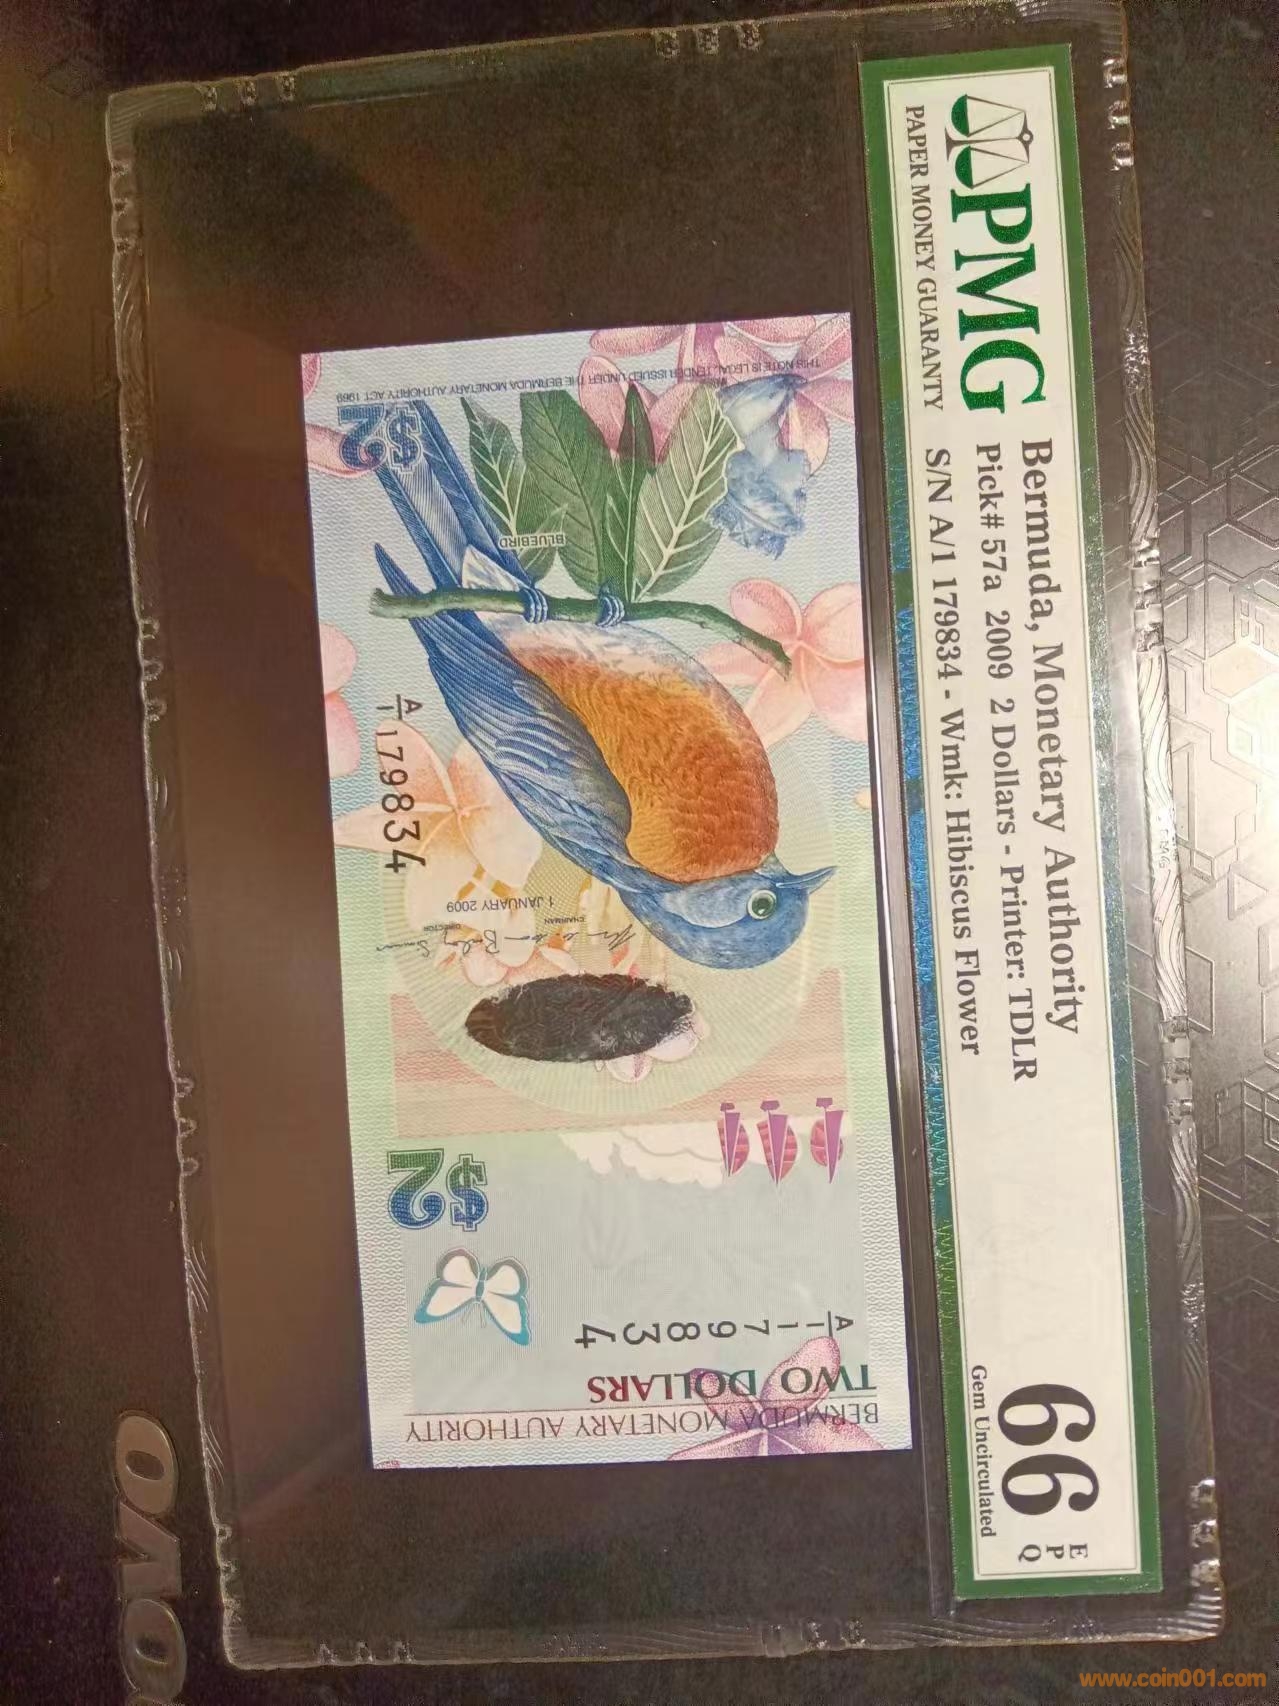 PMG
PAPER MONEY GUARANTY
Bermuda, Monetary Authority
Pick# 57a 2009 2 Dollars - Printer: TDLR
S/N A/1 179834 - Wmk: Hibiscus Flower
66
E
P
Q
Gem Uncirculated
BERMUDA MONETARY AUTHORITY
TWO DOLLARS
A/1 179834
$2
1 JANUARY 2009
CHAIRMAN
DIRECTOR
A/1 179834
BLUEBIRD
$2
THIS NOTE IS LEGAL TENDER ISSUED UNDER THE BERMUDA MONETARY AUTHORITY ACT 1969
www.coin001.com